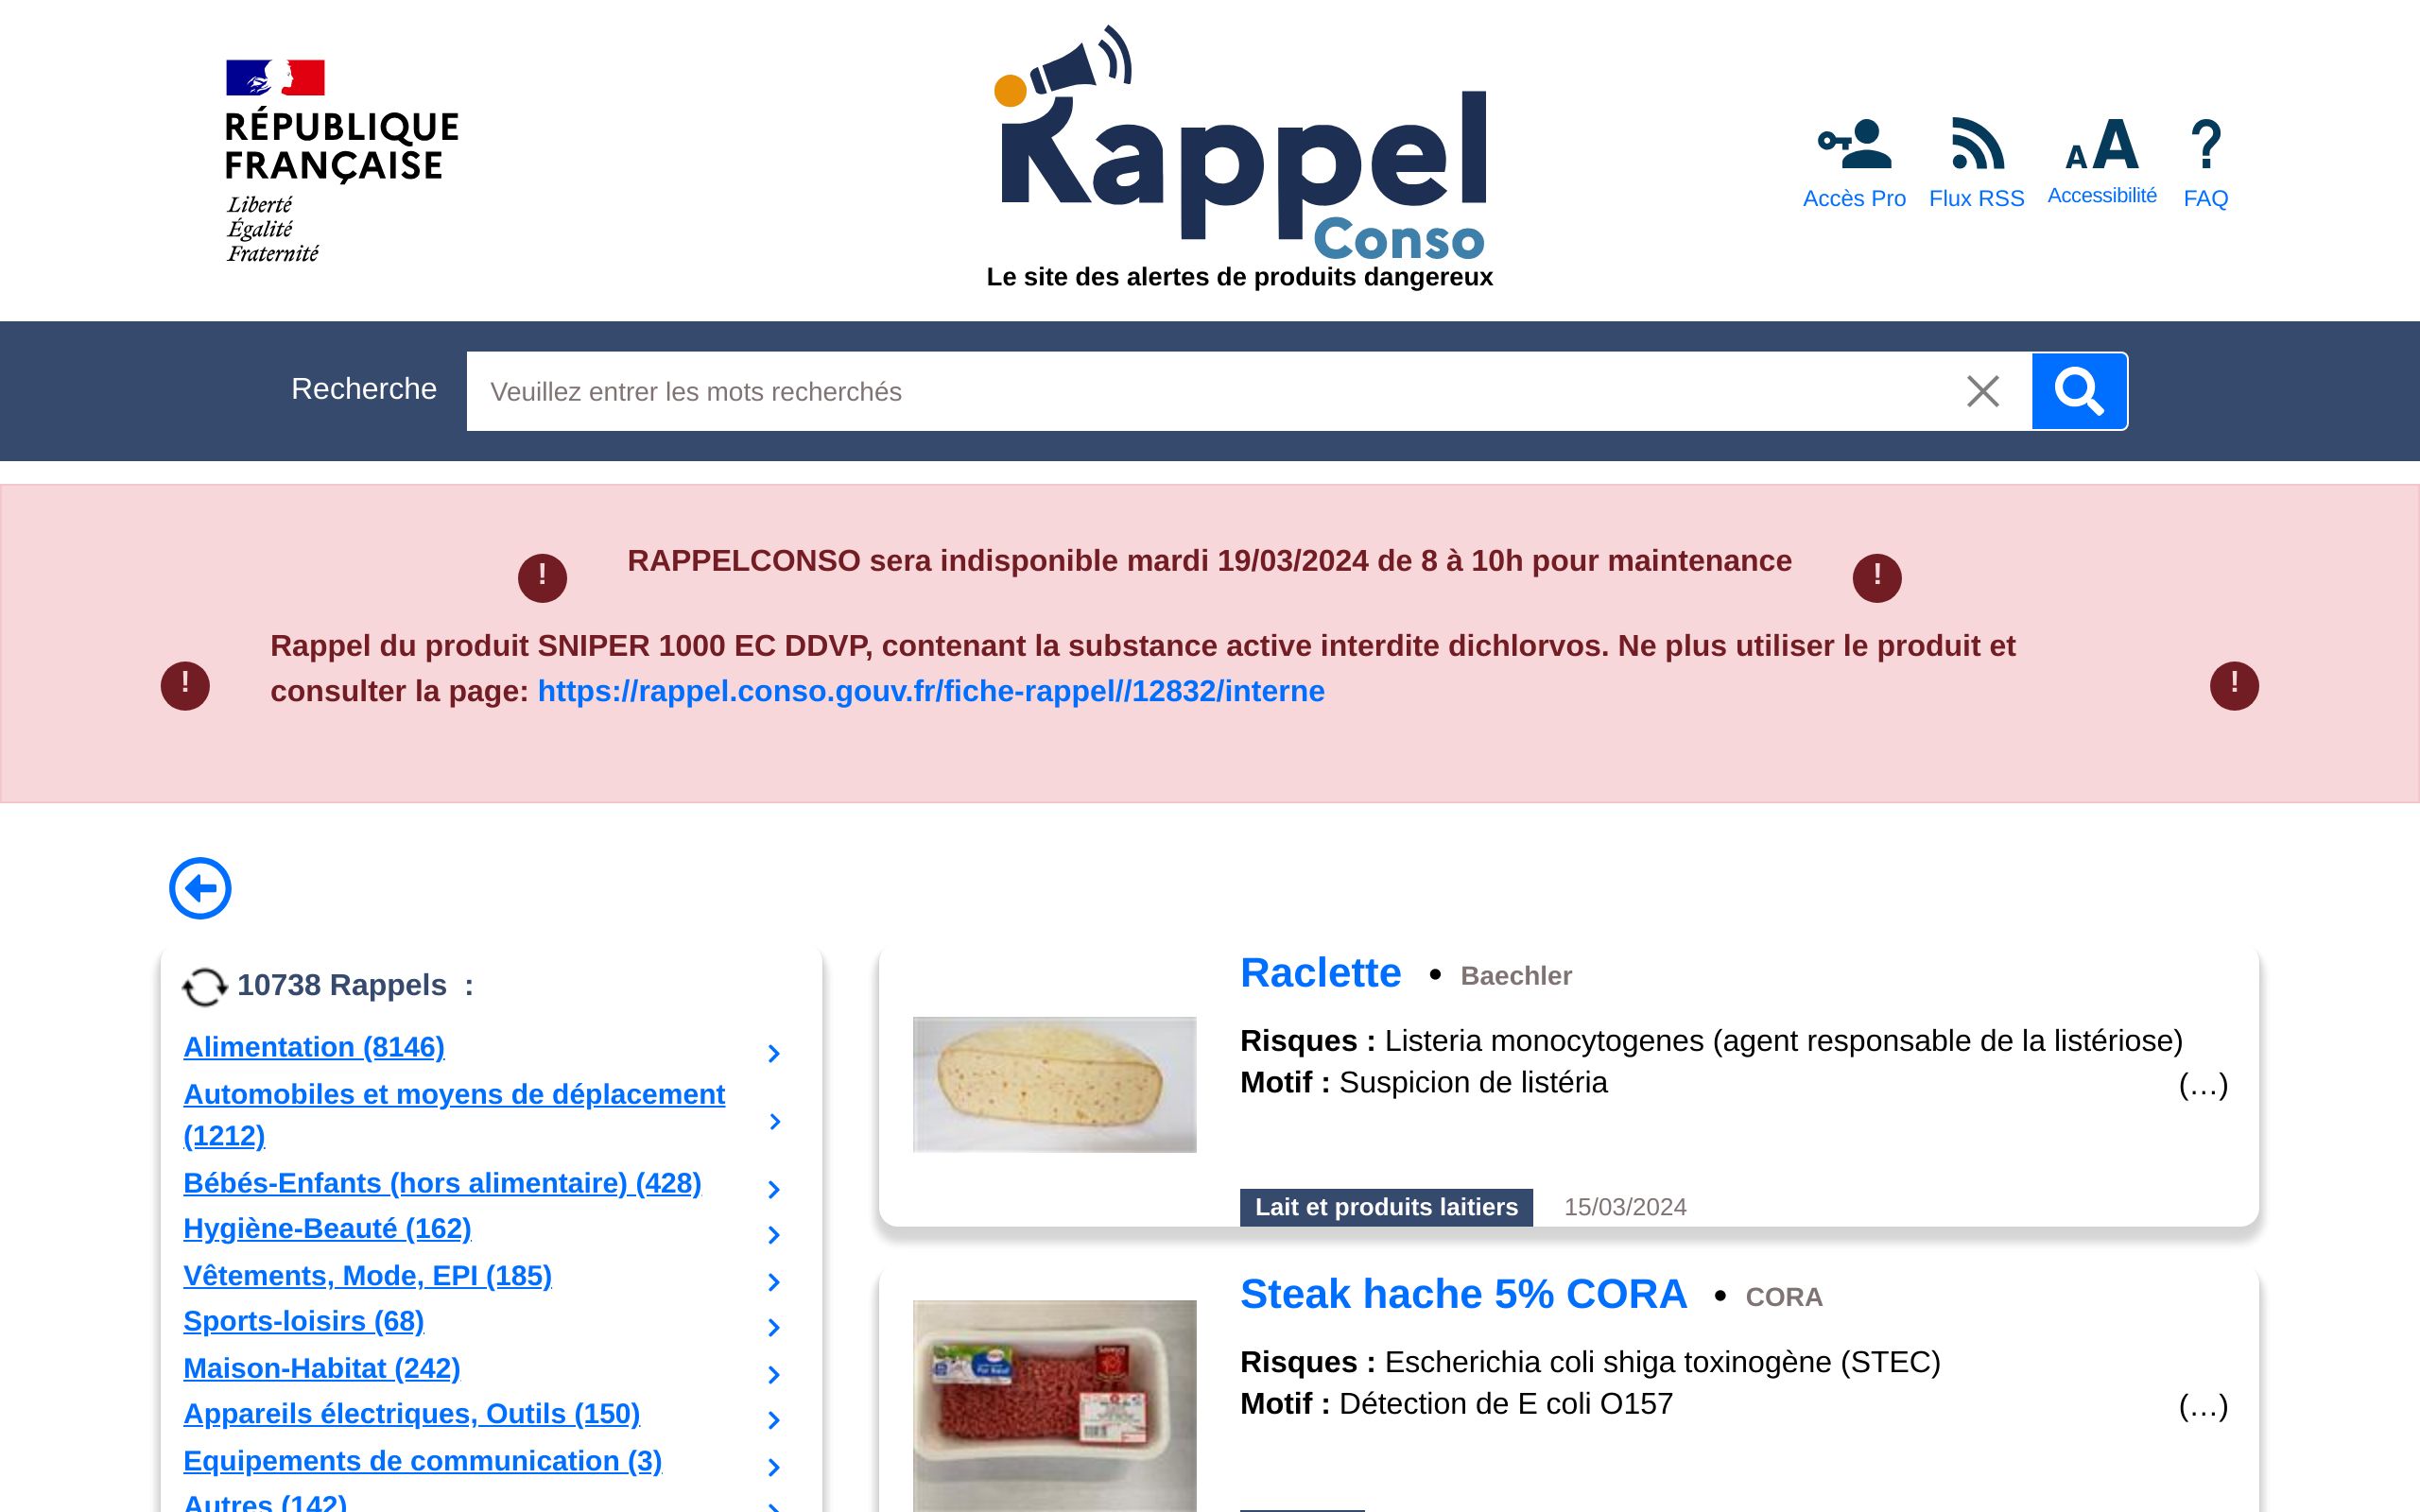 RÉPUBLIQUE
FRANÇAISE
Liberté
Égalité
Fraternité
Rappel
Conso
Le site des alertes de produits dangereux
Accès Pro
Flux RSS
Accessibilité
FAQ
Recherche
Veuillez entrer les mots recherchés
RAPPELCONSO sera indisponible mardi 19/03/2024 de 8 à 10h pour maintenance
Rappel du produit SNIPER 1000 EC DDVP, contenant la substance active interdite dichlorvos. Ne plus utiliser le produit et
consulter la page: https://rappel.conso.gouv.fr/fiche-rappel//12832/interne
10738 Rappels :
Alimentation (8146)
Automobiles et moyens de déplacement
(1212)
Bébés-Enfants (hors alimentaire) (428)
Hygiène-Beauté (162)
Vêtements, Mode, EPI (185)
Sports-loisirs (68)
Maison-Habitat (242)
Appareils électriques, Outils (150)
Equipements de communication (3)
Autres (142)
Raclette • Baechler
Risques : Listeria monocytogenes (agent responsable de la listériose)
Motif : Suspicion de listéria
(…)
Lait et produits laitiers 15/03/2024
Steak hache 5% CORA • CORA
Risques : Escherichia coli shiga toxinogène (STEC)
Motif : Détection de E coli O157
(…)